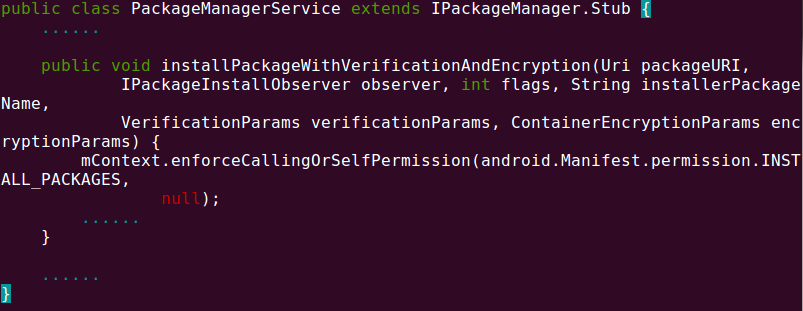 public class PackageManagerService extends IPackageManager.Stub {
    ......

    public void installPackageWithVerificationAndEncryption(Uri packageURI,
            IPackageInstallObserver observer, int flags, String installerPackage
Name,
            VerificationParams verificationParams, ContainerEncryptionParams enc
ryptionParams) {
        mContext.enforceCallingOrSelfPermission(android.Manifest.permission.INST
ALL_PACKAGES,
                null);
        ......
    }

    ......
}